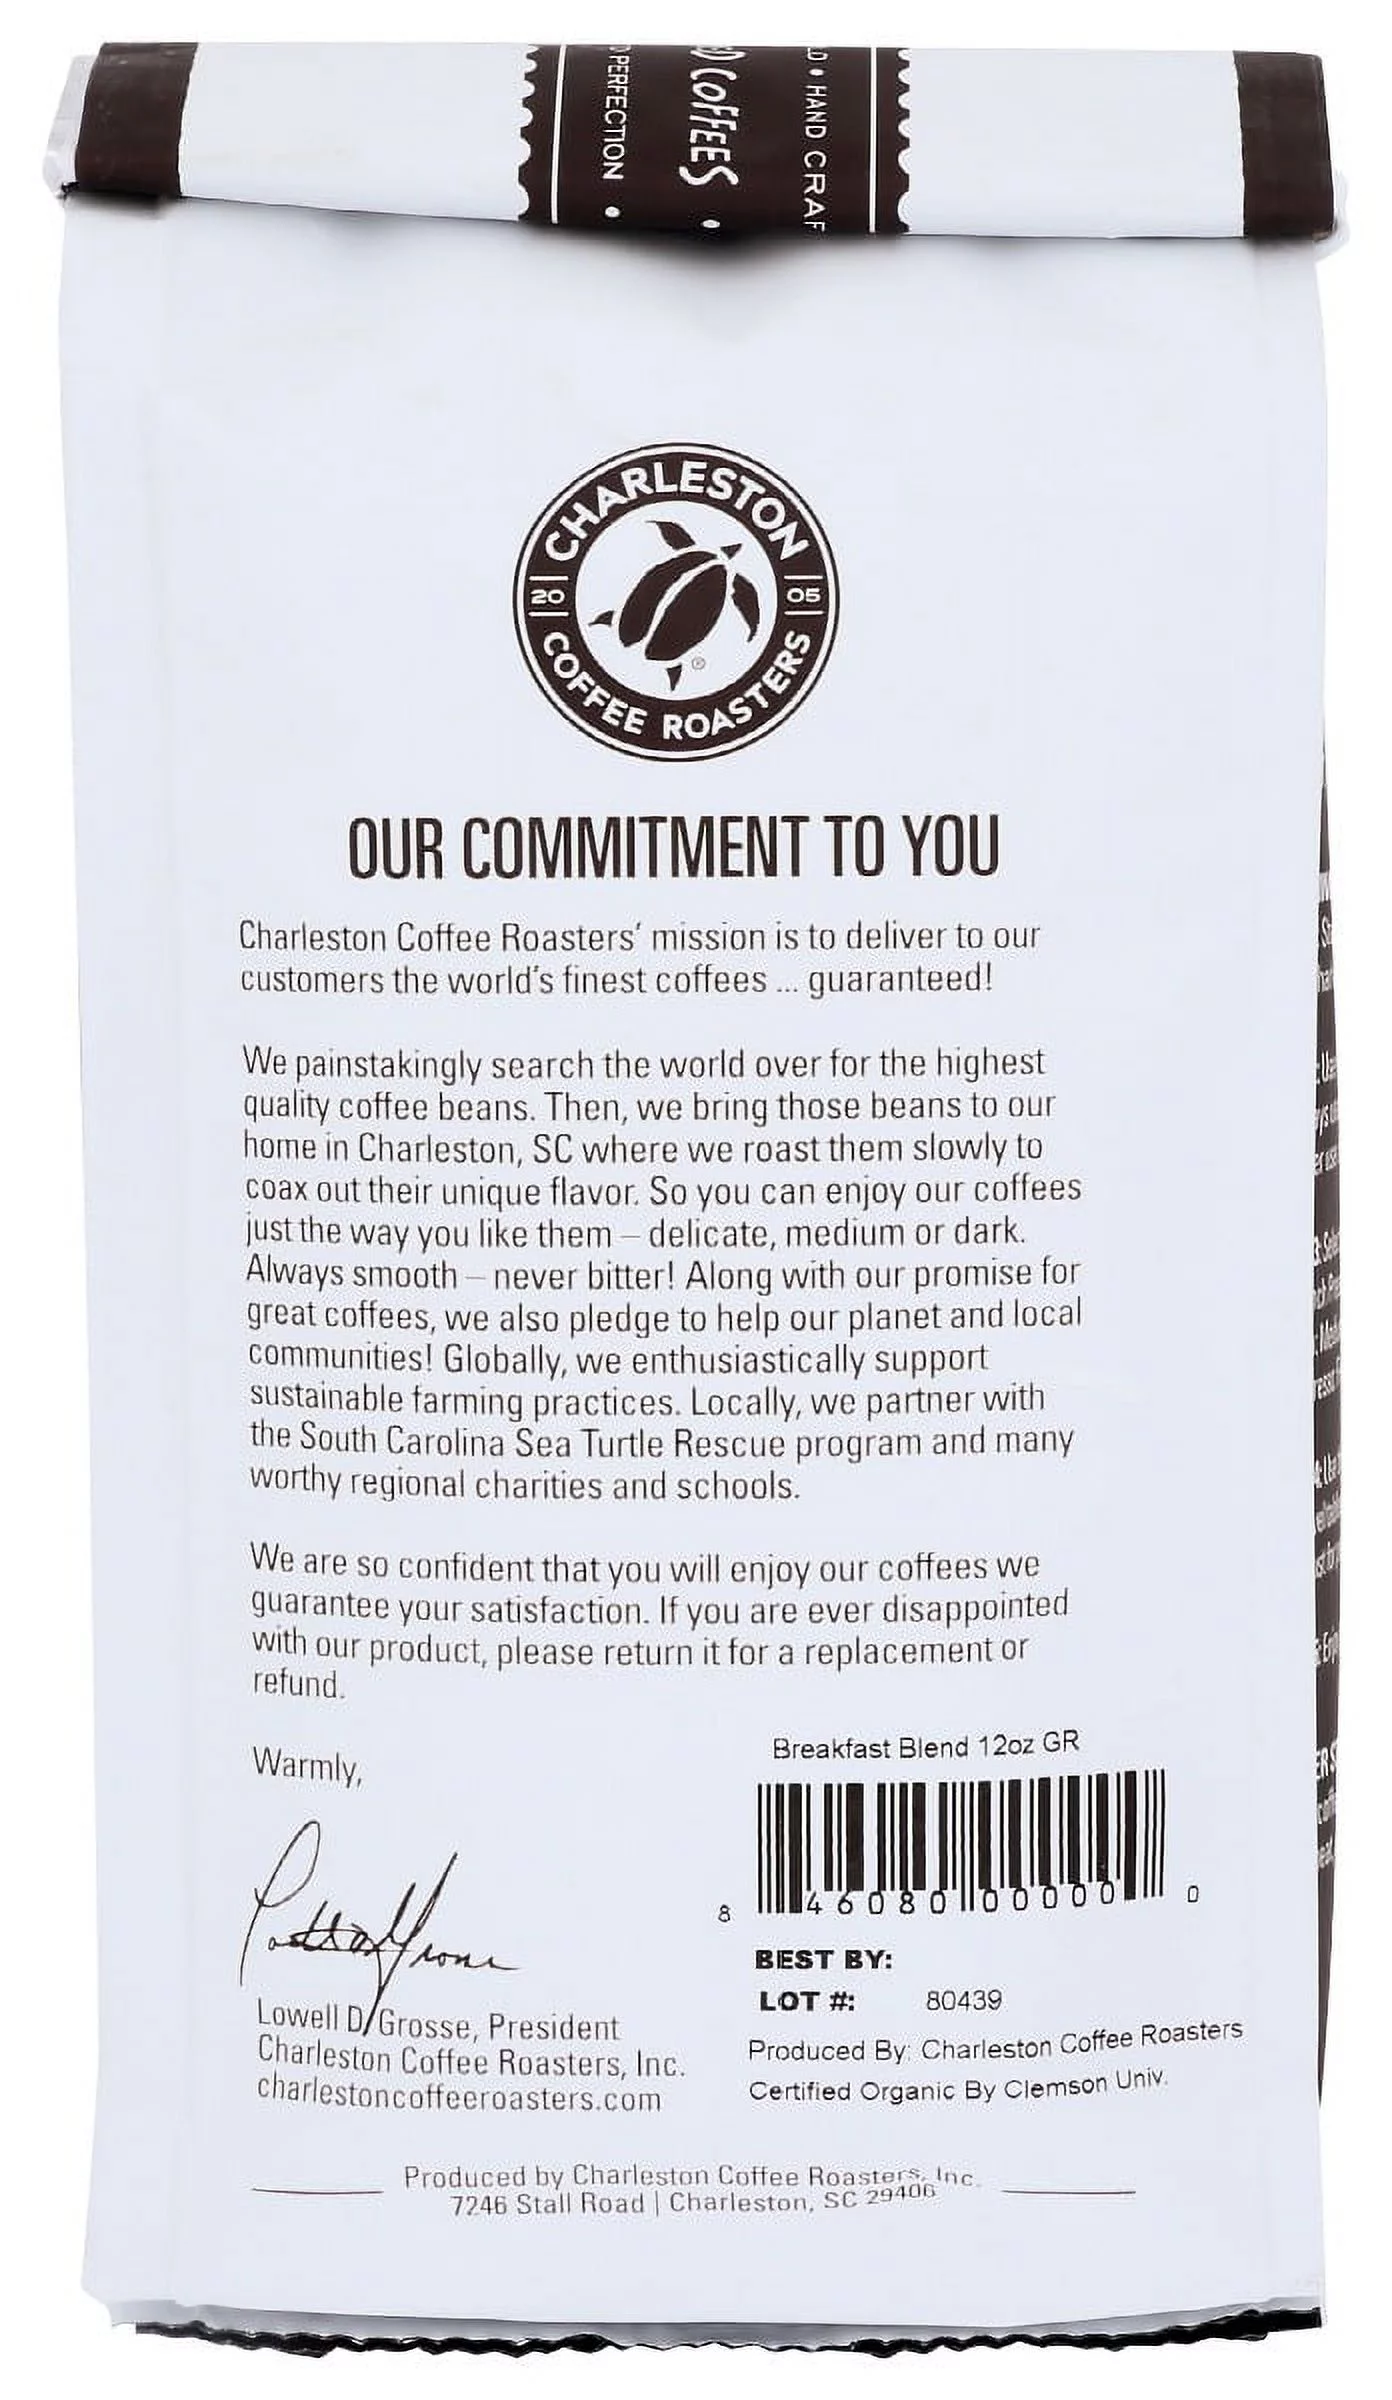 D PERFECTION •
D COFFEES •
LD • HAND CRAF
CHARLESTON
20 05
®
COFFEE ROASTERS
OUR COMMITMENT TO YOU
Charleston Coffee Roasters' mission is to deliver to our
customers the world's finest coffees ... guaranteed!
We painstakingly search the world over for the highest
quality coffee beans. Then, we bring those beans to our
home in Charleston, SC where we roast them slowly to
coax out their unique flavor. So you can enjoy our coffees
just the way you like them – delicate, medium or dark.
Always smooth – never bitter! Along with our promise for
great coffees, we also pledge to help our planet and local
communities! Globally, we enthusiastically support
sustainable farming practices. Locally, we partner with
the South Carolina Sea Turtle Rescue program and many
worthy regional charities and schools.
We are so confident that you will enjoy our coffees we
guarantee your satisfaction. If you are ever disappointed
with our product, please return it for a replacement or
refund.
Warmly,
Lowell D. Grosse, President
Charleston Coffee Roasters, Inc.
charlestoncoffeeroasters.com
Breakfast Blend 12oz GR
8 46080 00000 0
BEST BY:
LOT #: 80439
Produced By: Charleston Coffee Roasters
Certified Organic By Clemson Univ.
Produced by Charleston Coffee Roasters, Inc.
7246 Stall Road | Charleston, SC 29406